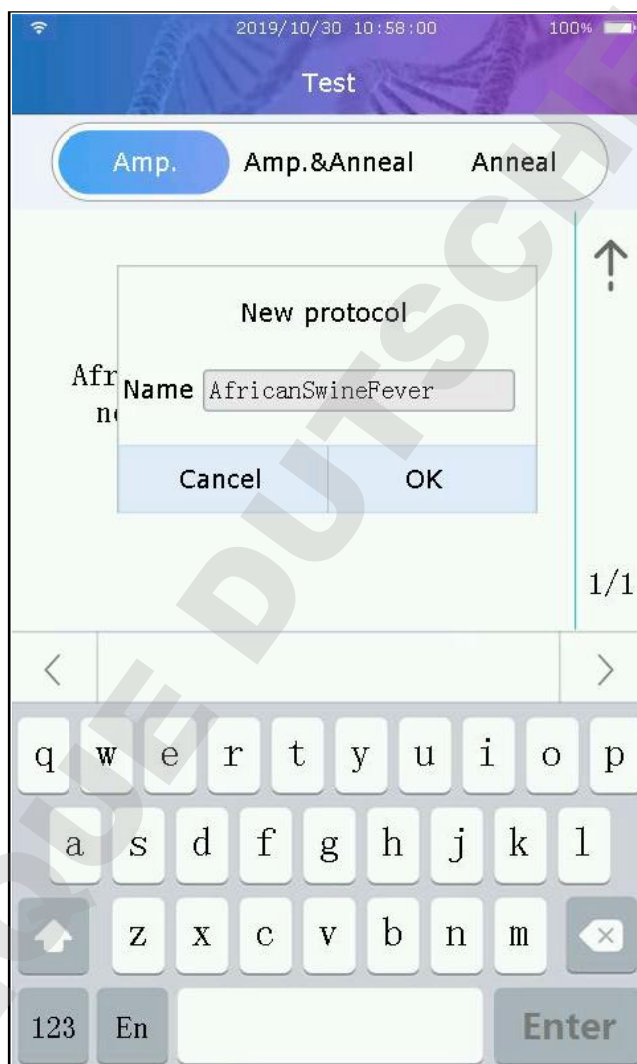 2019/10/30 10:58:00 100%
Test
Amp. Amp.&Anneal Anneal
New protocol
Afr
Name AfricanSwineFever
Cancel OK
1/1
q w e r t y u i o p
a s d f g h j k l
z x c v b n m
123 En Enter